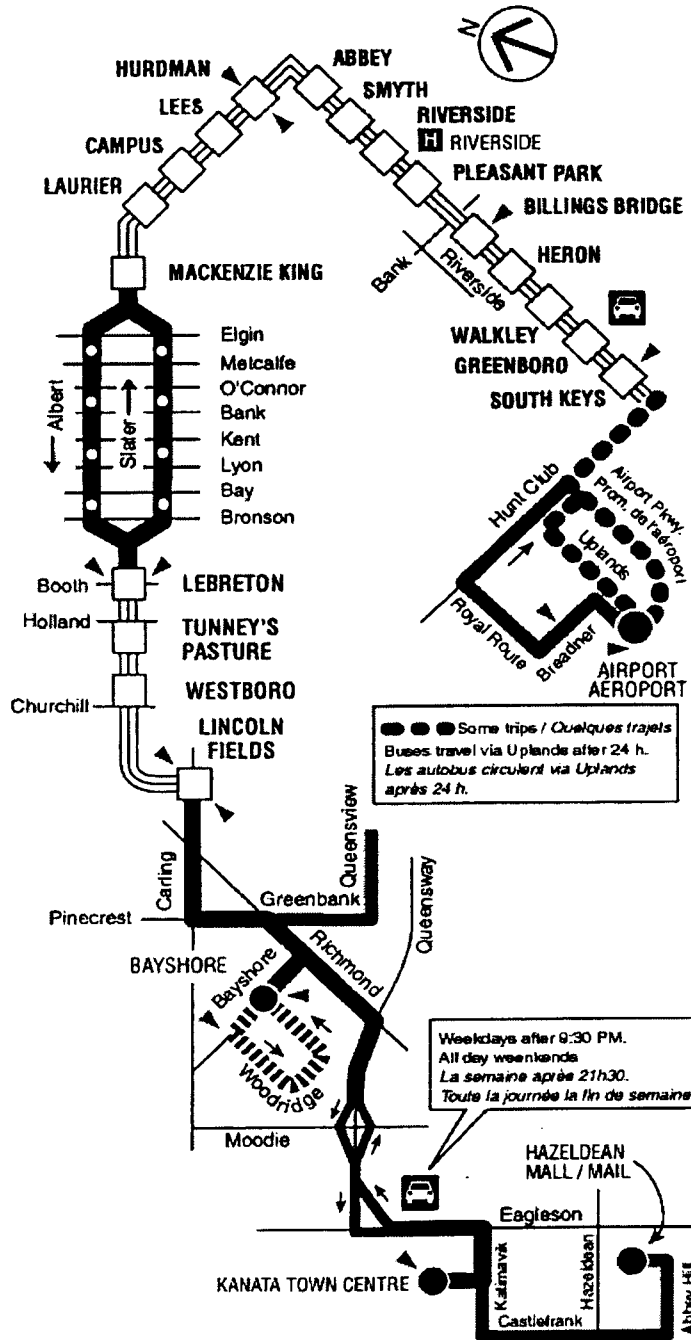 N
ABBEY
HURDMAN
SMYTH
LEES
RIVERSIDE
H RIVERSIDE
CAMPUS
PLEASANT PARK
LAURIER
BILLINGS BRIDGE
HERON
Bank
Riverside
MACKENZIE KING
WALKLEY
GREENBORO
SOUTH KEYS
Elgin
Metcalfe
O'Connor
Bank
Kent
Lyon
Bay
Bronson
Albert
Slater
Hunt Club
Airport Pkwy.
Prom. de l'aéroport
Uplands
Royal Route
Breadner
AIRPORT
AEROPORT
Booth
LEBRETON
Holland
TUNNEY'S
PASTURE
WESTBORO
Churchill
LINCOLN
FIELDS
Some trips / Quelques trajets
Buses travel via Uplands after 24 h.
Les autobus circulent via Uplands
après 24 h.
Carling
Queensview
Greenbank
Queensway
Pinecrest
Richmond
BAYSHORE
Bayshore
Woodridge
Weekdays after 9:30 PM.
All day weekends
La semaine après 21h30.
Toute la journée la fin de semaine
Moodie
HAZELDEAN
MALL / MAIL
Eagleson
KANATA TOWN CENTRE
Katimavik
Hazeldean
Abbey Hill
Castlefrank